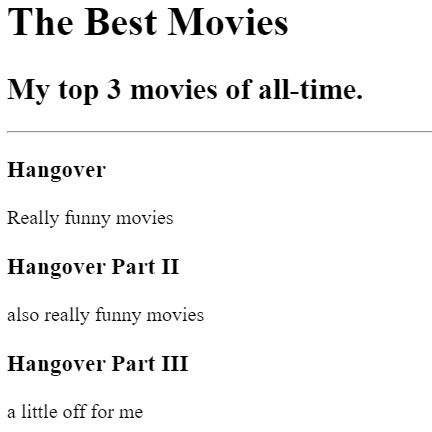 The Best Movies
My top 3 movies of all-time.
Hangover
Really funny movies
Hangover Part II
also really funny movies
Hangover Part III
a little off for me